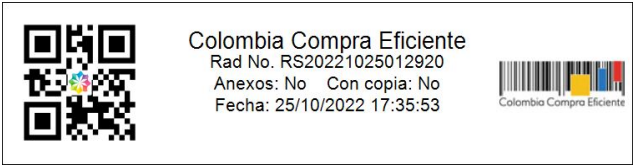 Colombia Compra Eficiente
Rad No. RS20221025012920
Anexos: No Con copia: No
Fecha: 25/10/2022 17:35:53
Colombia Compra Eficiente